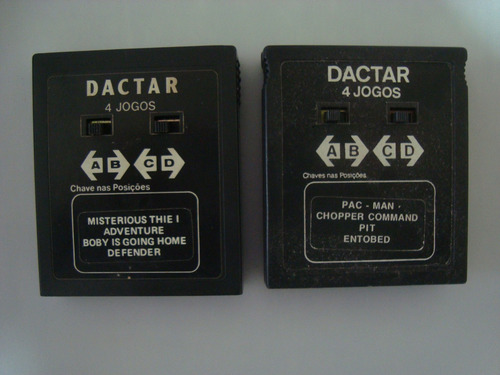 DACTAR
4 JOGOS
A B C D
Chave nas Posições
MISTERIOUS THIE I
ADVENTURE
BOBY IS GOING HOME
DEFENDER
DACTAR
4 JOGOS
A B C D
Chaves nas Posições
PAC - MAN -
CHOPPER COMMAND
PIT
ENTOBED